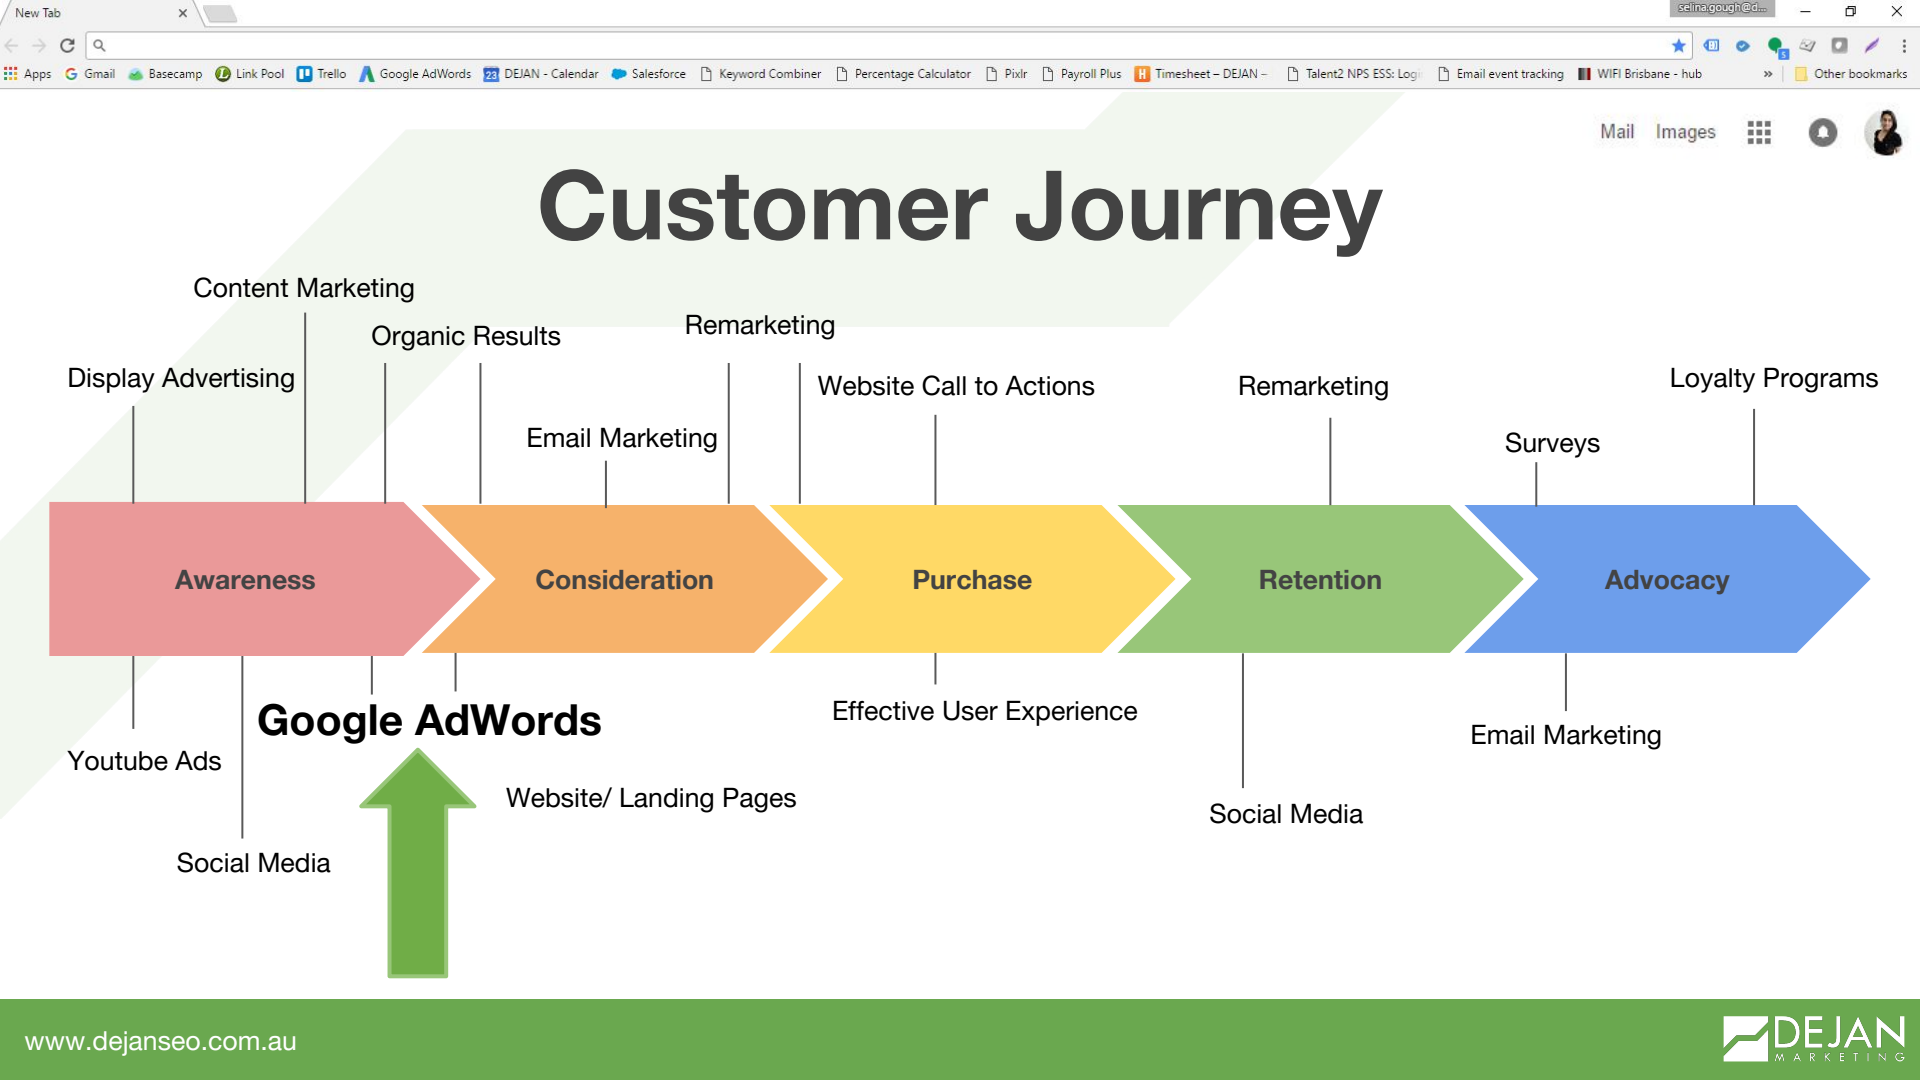 New Tab
selina.gough@d...
Apps Gmail Basecamp Link Pool Trello Google AdWords 23 DEJAN - Calendar Salesforce Keyword Combiner Percentage Calculator Pixlr Payroll Plus Timesheet – DEJAN – Talent2 NPS ESS: Logi Email event tracking WIFI Brisbane - hub » Other bookmarks
Mail Images
Customer Journey
Content Marketing
Organic Results
Remarketing
Display Advertising
Website Call to Actions
Remarketing
Loyalty Programs
Email Marketing
Surveys
Awareness
Consideration
Purchase
Retention
Advocacy
Google AdWords
Effective User Experience
Email Marketing
Youtube Ads
Website/ Landing Pages
Social Media
Social Media
www.dejanseo.com.au
DEJAN
MARKETING